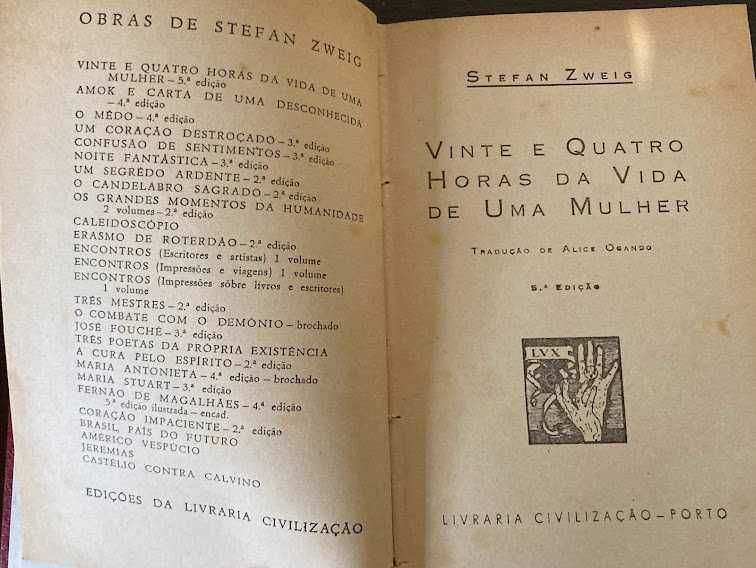 OBRAS DE STEFAN ZWEIG
VINTE E QUATRO HORAS DA VIDA DE UMA
MULHER — 5.ª edição
AMOK E CARTA DE UMA DESCONHECIDA
— 4.ª edição
O MÊDO — 4.ª edição
UM CORAÇÃO DESTROÇADO — 3.ª edição
CONFUSÃO DE SENTIMENTOS — 3.ª edição
NOITE FANTÁSTICA — 3.ª edição
UM SEGRÊDO ARDENTE — 2.ª edição
O CANDELABRO SAGRADO — 2.ª edição
OS GRANDES MOMENTOS DA HUMANIDADE
2 volumes — 2.ª edição
CALEIDOSCÓPIO
ERASMO DE ROTERDÃO — 2.ª edição
ENCONTROS (Escritores e artistas) 1 volume
ENCONTROS (Impressões e viagens) 1 volume
ENCONTROS (Impressões sôbre livros e escritores)
1 volume
TRÊS MESTRES — 2.ª edição
O COMBATE COM O DEMÓNIO — brochado
JOSÉ FOUCHÉ — 3.ª edição
TRÊS POETAS DA PRÓPRIA EXISTÊNCIA
A CURA PELO ESPÍRITO — 2.ª edição
MARIA ANTONIETA — 4.ª edição — brochado
MARIA STUART — 3.ª edição
FERNÃO DE MAGALHÃES — 4.ª edição
5.ª edição ilustrada — encad.
CORAÇÃO IMPACIENTE — 2.ª edição
BRASIL, PAÍS DO FUTURO
AMÉRICO VESPÚCIO
JEREMIAS
CASTÉLIO CONTRA CALVINO
EDIÇÕES DA LIVRARIA CIVILIZAÇÃO
STEFAN ZWEIG
VINTE E QUATRO
HORAS DA VIDA
DE UMA MULHER
TRADUÇÃO DE ALICE OGANDO
5.ª EDIÇÃO
LVX
LIVRARIA CIVILIZAÇÃO — PORTO